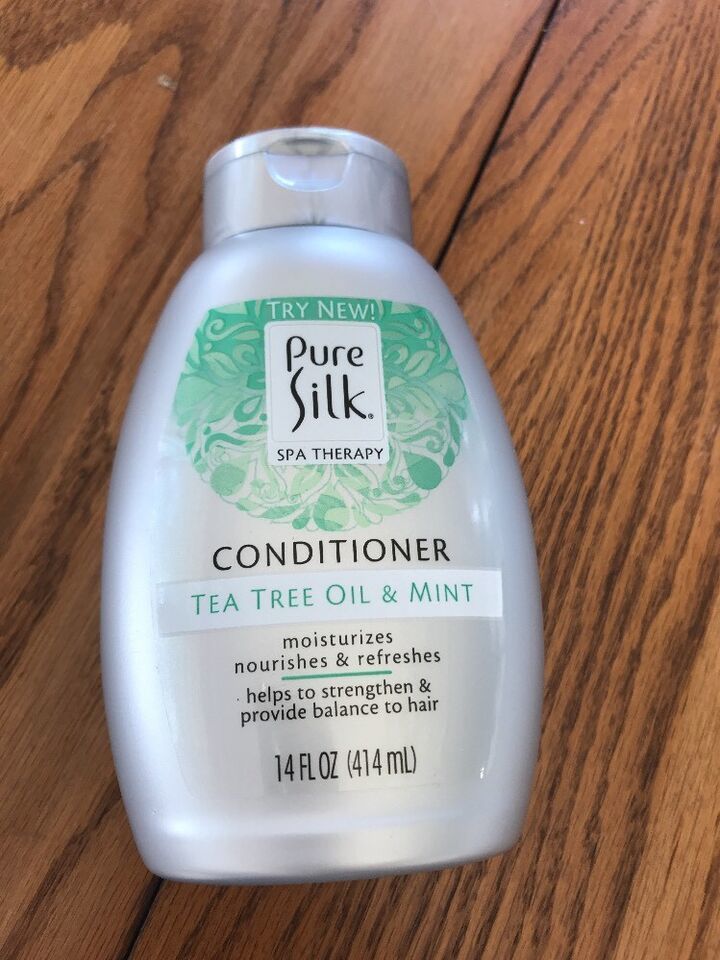 TRY NEW!
Pure
Silk®
SPA THERAPY
CONDITIONER
TEA TREE OIL & MINT
moisturizes
nourishes & refreshes
helps to strengthen &
provide balance to hair
14 FL OZ (414 mL)